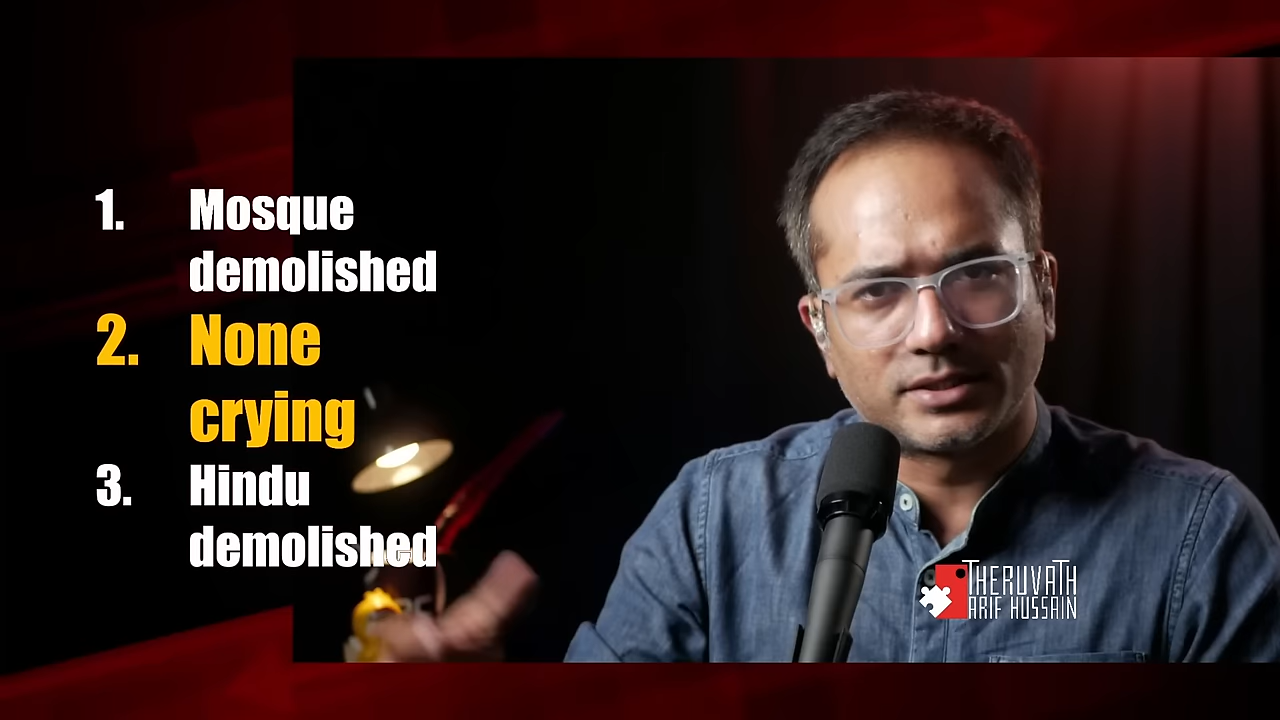 1. Mosque
demolished
2. None
crying
3. Hindu
demolished
THERUVATH
ARIF HUSSAIN